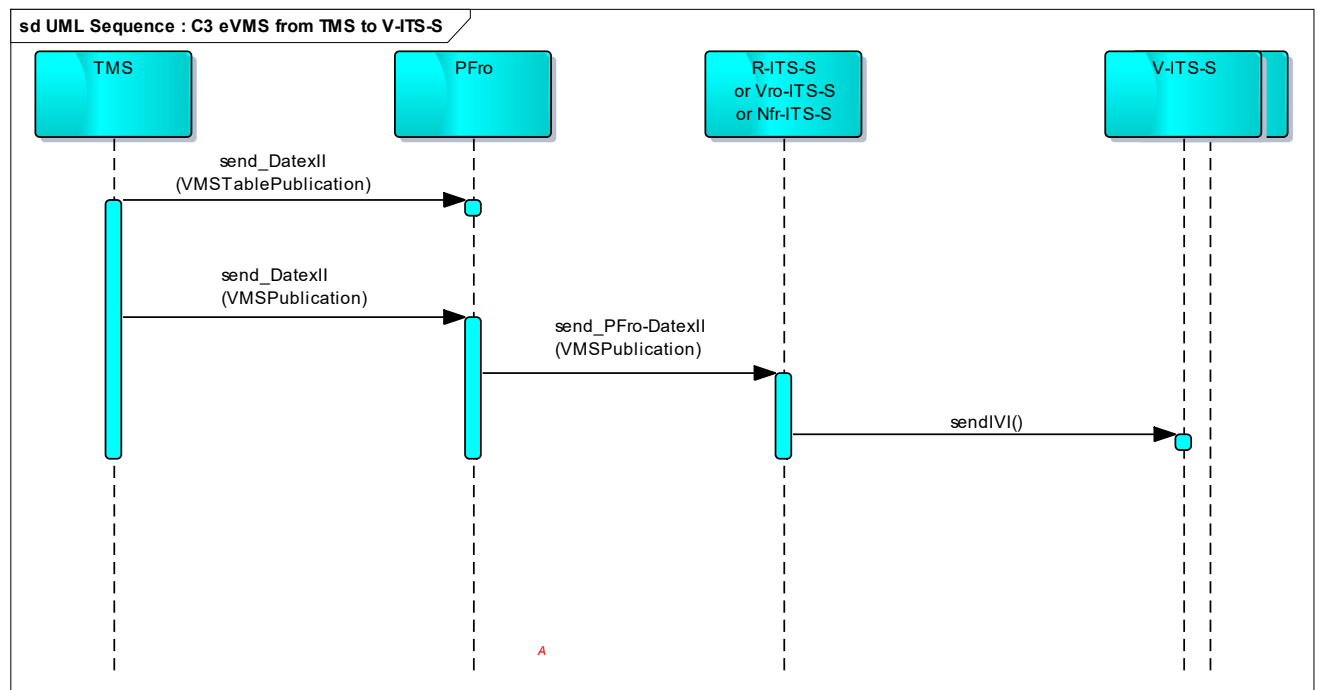 sd UML Sequence : C3 eVMS from TMS to V-ITS-S
TMS
PFro
R-ITS-S
or Vro-ITS-S
or Nfr-ITS-S
V-ITS-S
send_DatexII
(VMSTablePublication)
send_DatexII
(VMSPublication)
send_PFro-DatexII
(VMSPublication)
sendIVI()
A